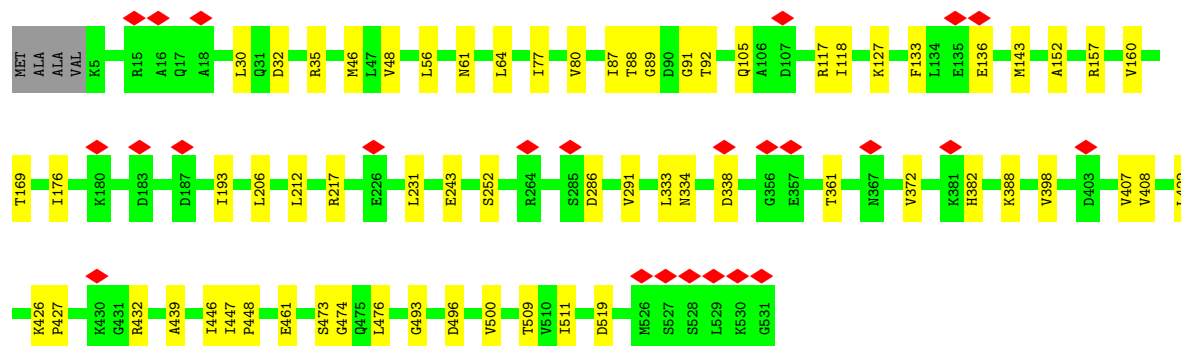 MET ALA ALA VAL K5 R15 A16 Q17 A18 L30 Q31 D32 R35 M46 L47 V48 L56 N61 L64 I77 V80 I87 T88 G89 D90 G91 T92 Q105 A106 D107 R117 I118 K127 F133 L134 E135 E136 M143 A152 R157 V160
T169 I176 K180 D183 D187 I193 L206 L212 R217 E226 L231 E243 S252 R264 S285 D286 V291 L333 N334 D338 G356 E357 T361 N367 V372 K381 H382 K388 V398 D403 V407 V408
K426 P427 K430 G431 R432 A439 I446 I447 P448 E461 S473 G474 Q475 L476 G493 D496 V500 T509 V510 I511 D519 M526 S527 S528 L529 K530 G531